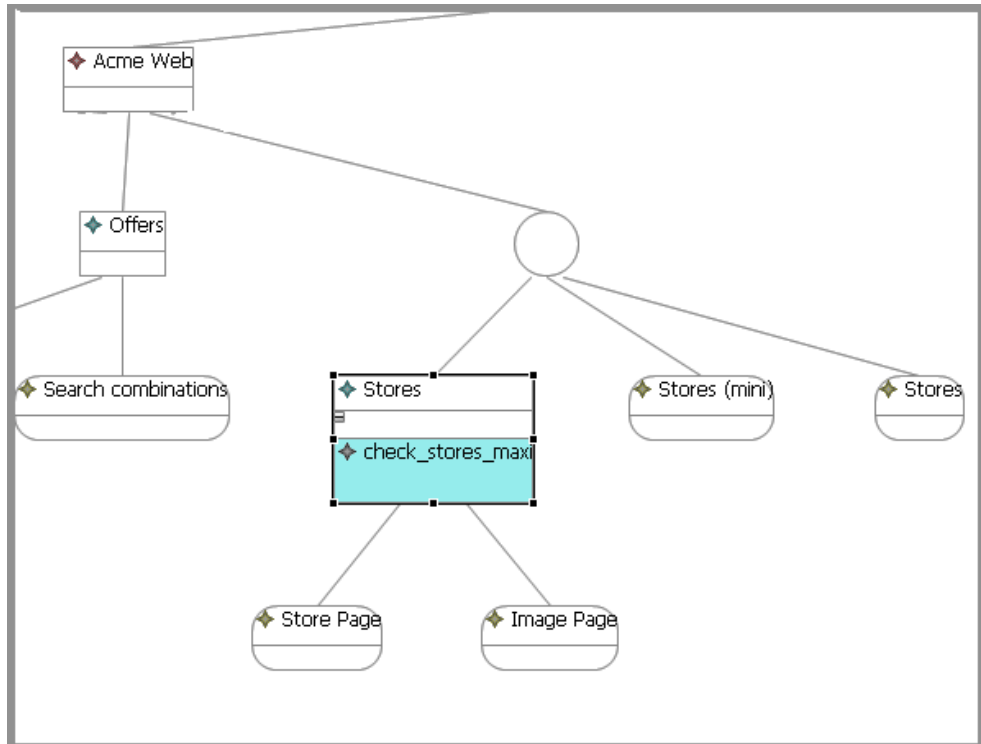 Acme Web
Offers
Search combinations
Stores
check_stores_maxi
Stores (mini)
Stores
Store Page
Image Page